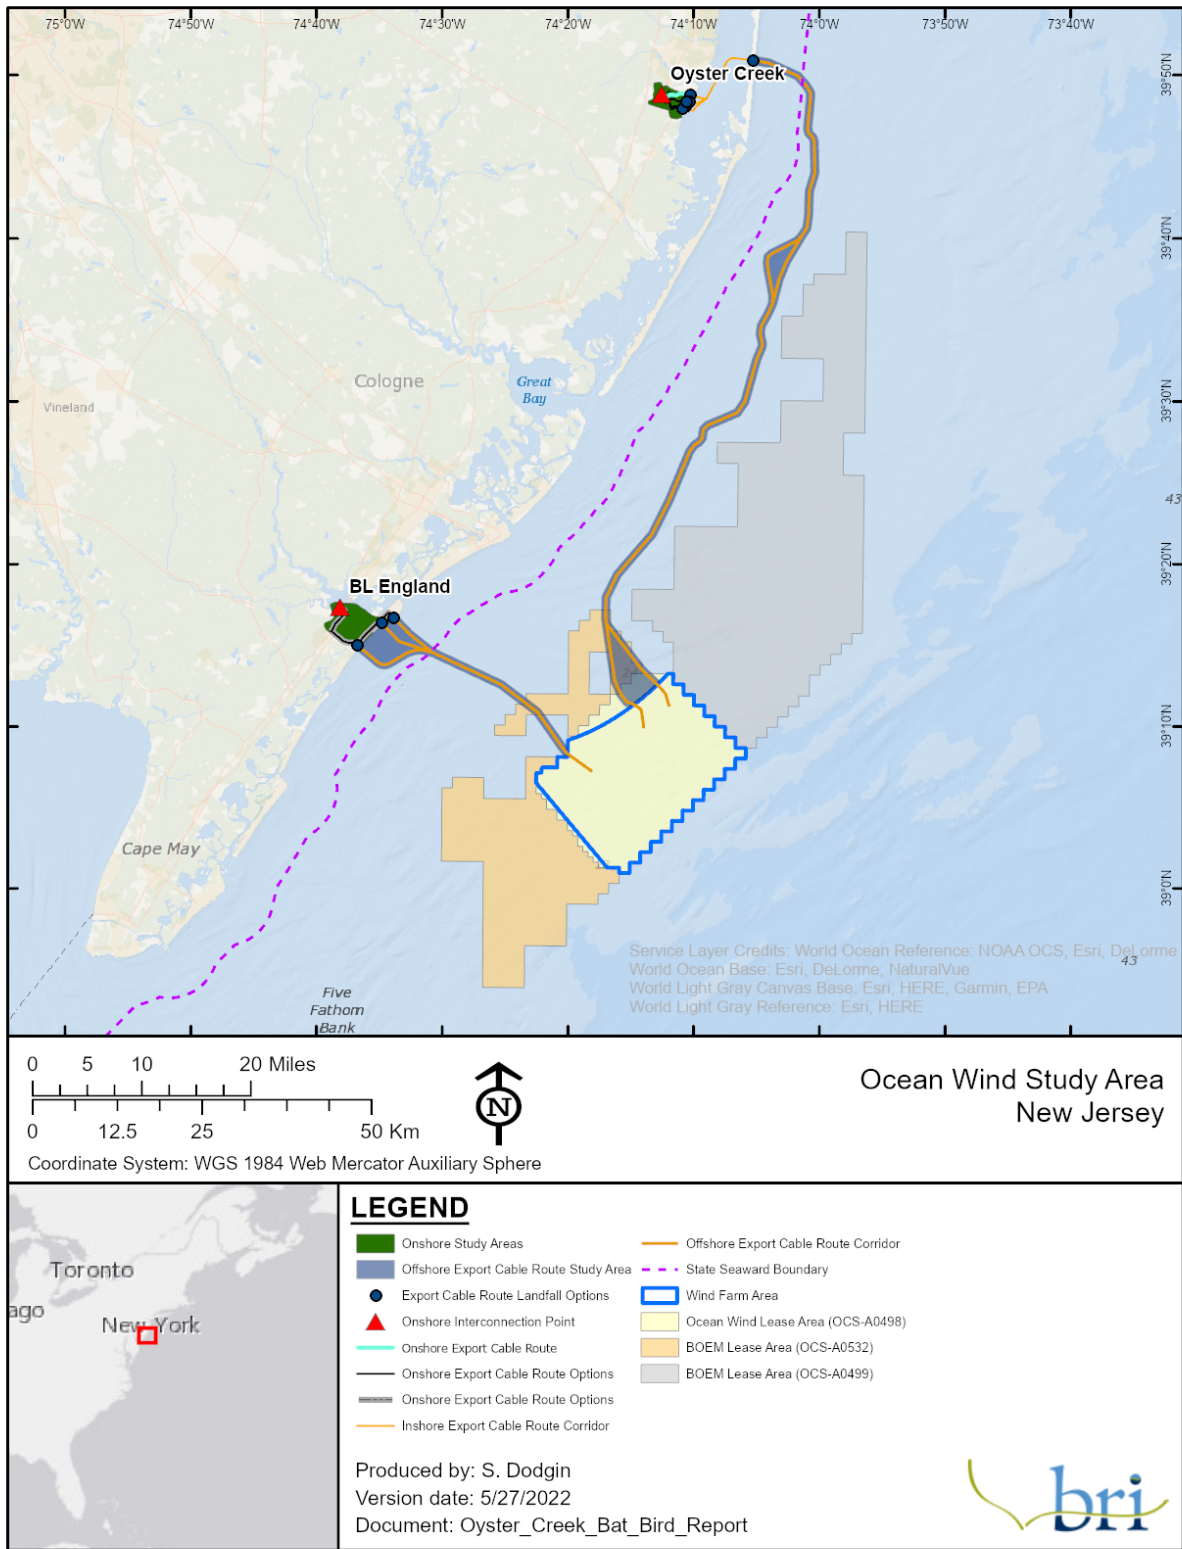 75°0'W 74°50'W 74°40'W 74°30'W 74°20'W 74°10'W 74°0'W 73°50'W 73°40'W
39°50'N
39°40'N
39°30'N
39°20'N
39°10'N
39°0'N
Oyster Creek
Cologne
Great
Bay
Vineland
43
BL England
Cape May
Service Layer Credits: World Ocean Reference: NOAA OCS, Esri, DeLorme
World Ocean Base: Esri, DeLorme, NaturalVue
World Light Gray Canvas Base: Esri, HERE, Garmin, EPA
World Light Gray Reference: Esri, HERE
43
Five
Fathom
Bank
0 5 10 20 Miles
0 12.5 25 50 Km
Coordinate System: WGS 1984 Web Mercator Auxiliary Sphere
N
Ocean Wind Study Area
New Jersey
Toronto
ago
New York
LEGEND
Onshore Study Areas
Offshore Export Cable Route Study Area
Export Cable Route Landfall Options
Onshore Interconnection Point
Onshore Export Cable Route
Onshore Export Cable Route Options
Onshore Export Cable Route Options
Inshore Export Cable Route Corridor
Offshore Export Cable Route Corridor
State Seaward Boundary
Wind Farm Area
Ocean Wind Lease Area (OCS-A0498)
BOEM Lease Area (OCS-A0532)
BOEM Lease Area (OCS-A0499)
Produced by: S. Dodgin
Version date: 5/27/2022
Document: Oyster_Creek_Bat_Bird_Report
bri